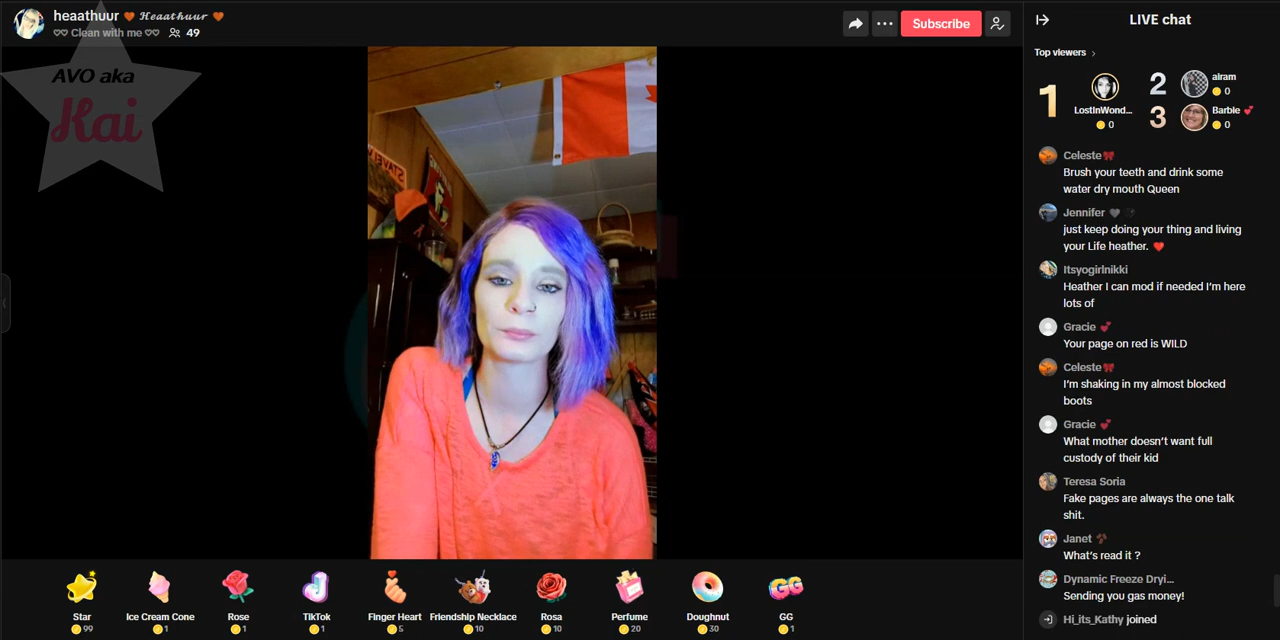 heaathuur 🧡 𝓗𝓮𝓪𝓪𝓽𝓱𝓾𝓾𝓻 🧡
♡♡ Clean with me ♡♡ 49
Subscribe
AVO aka
Kai
LIVE chat
Top viewers >
1 LostInWond... 0
2 alram 0
3 Barbie 💕 0
Celeste🎀
Brush your teeth and drink some
water dry mouth Queen
Jennifer 🩶🖤
just keep doing your thing and living
your Life heather. ❤️
Itsyogirlnikki
Heather I can mod if needed I'm here
lots of
Gracie 💕
Your page on red is WILD
Celeste🎀
I'm shaking in my almost blocked
boots
Gracie 💕
What mother doesn't want full
custody of their kid
Teresa Soria
Fake pages are always the one talk
shit.
Janet
What's read it ?
Dynamic Freeze Dryi...
Sending you gas money!
Hi_its_Kathy joined
Star
99
Ice Cream Cone
1
Rose
1
TikTok
1
Finger Heart
5
Friendship Necklace
10
Rosa
10
Perfume
20
Doughnut
30
GG
1